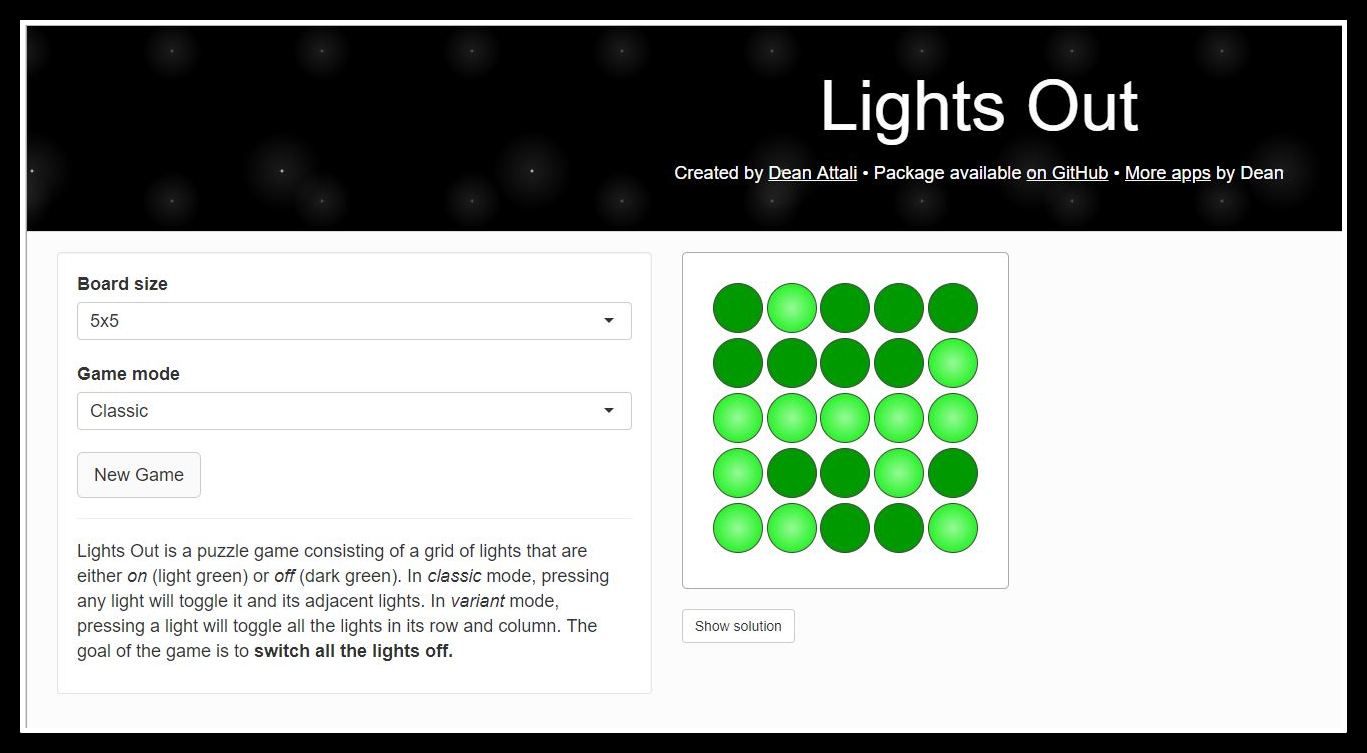 Lights Out
Created by Dean Attali • Package available on GitHub • More apps by Dean
Board size
5x5
Game mode
Classic
New Game
Lights Out is a puzzle game consisting of a grid of lights that are
either on (light green) or off (dark green). In classic mode, pressing
any light will toggle it and its adjacent lights. In variant mode,
pressing a light will toggle all the lights in its row and column. The
goal of the game is to switch all the lights off.
Show solution